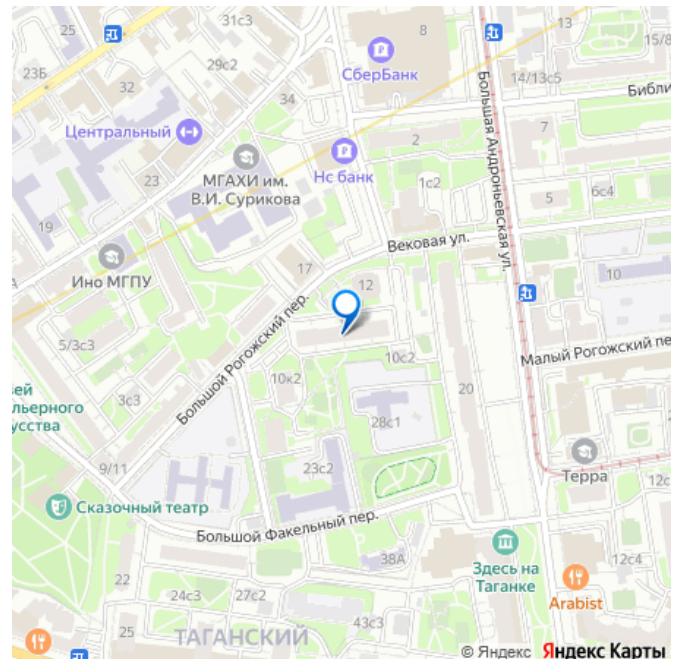 25
31с3
8
15/8
23Б
32
29с2
СберБанк
14/13с5
34
Библи
Центральный
Большая Андроньевская ул.
7
2
МГАХИ им.
В.И. Сурикова
Нс банк
23
1с2
6с4
5
19
Вековая ул.
17
10
Ино МГПУ
12
Большой Рогожский пер.
5/3с3
10с2
Малый Рогожский пе
3с3
10к2
20
28с1
9/11
23с2
Терра
12с
Сказочный театр
Большой Факельный пер.
38А
Здесь на
Таганке
12с4
22
24с3
27с2
Arabist
25
ТАГАНСКИЙ
43с3
© Яндекс Яндекс Карты